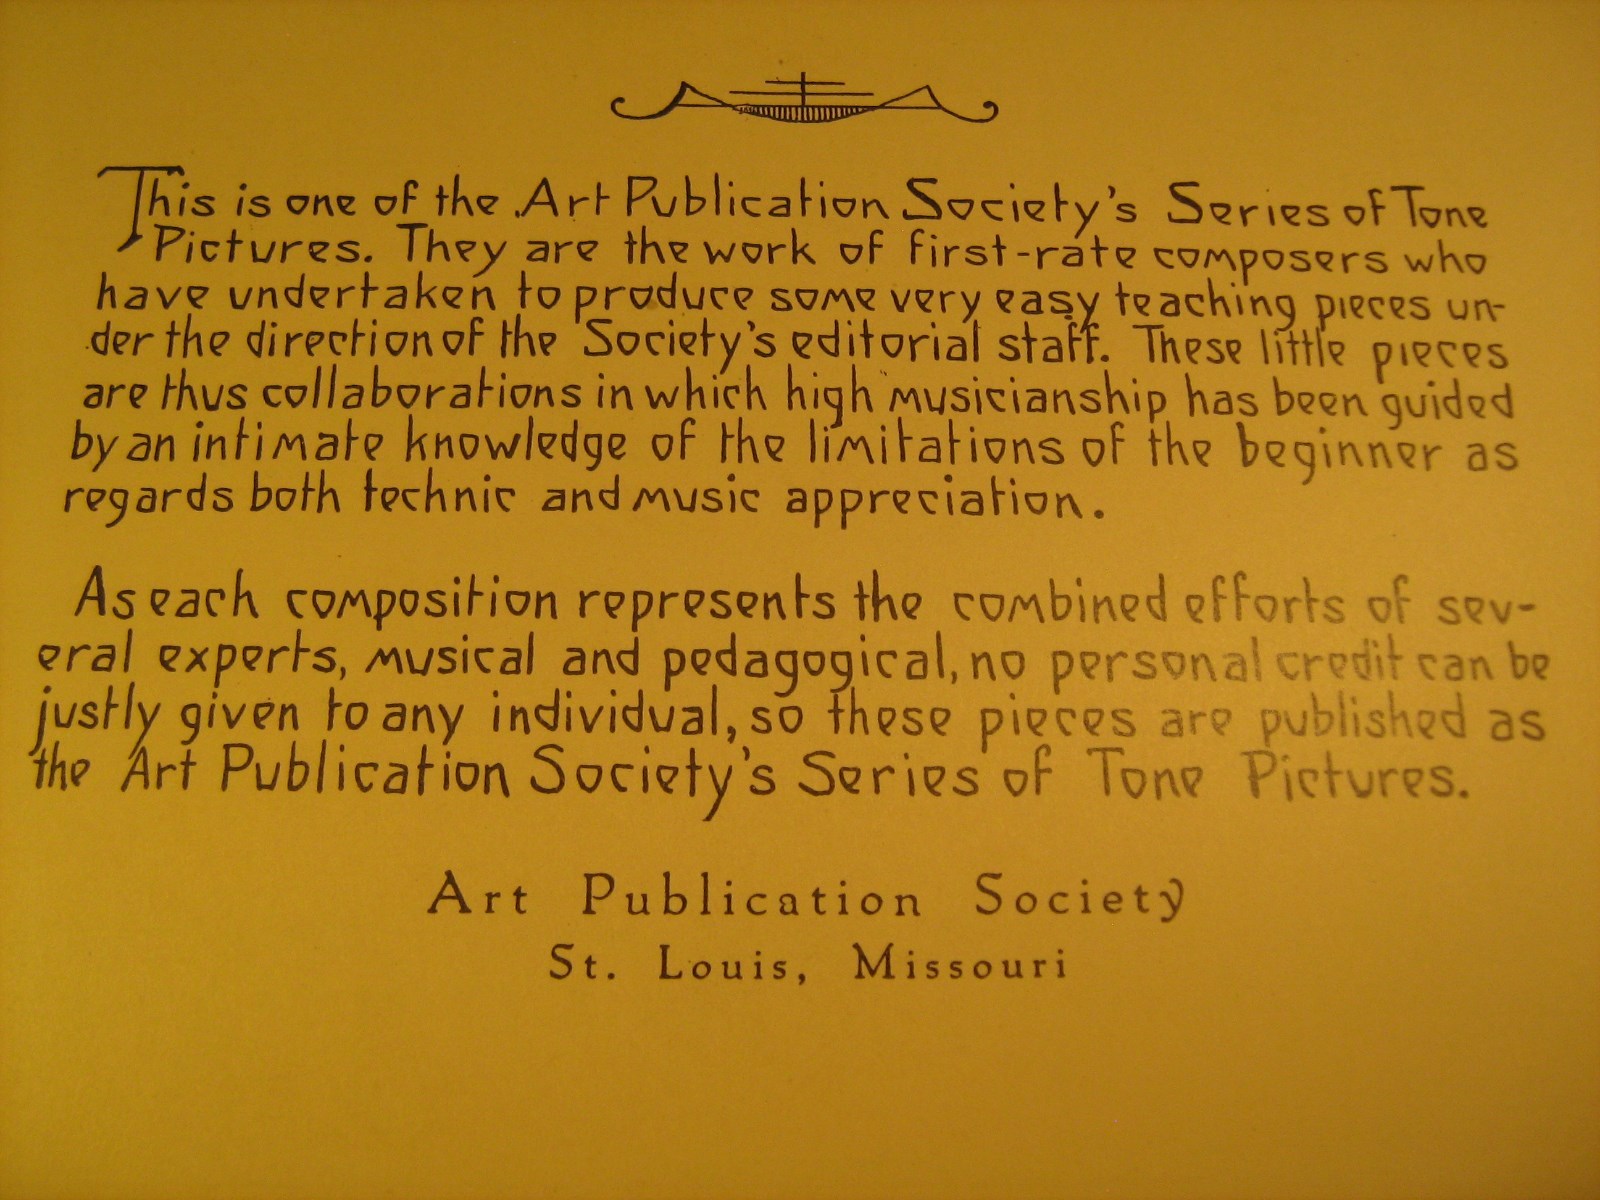 This is one of the Art Publication Society's Series of Tone
Pictures. They are the work of first-rate composers who
have undertaken to produce some very easy teaching pieces un-
der the direction of the Society's editorial staff. These little pieces
are thus collaborations in which high musicianship has been guided
by an intimate knowledge of the limitations of the beginner as
regards both technic and music appreciation.
As each composition represents the combined efforts of sev-
eral experts, musical and pedagogical, no personal credit can be
justly given to any individual, so these pieces are published as
the Art Publication Society's Series of Tone Pictures.
Art Publication Society
St. Louis, Missouri